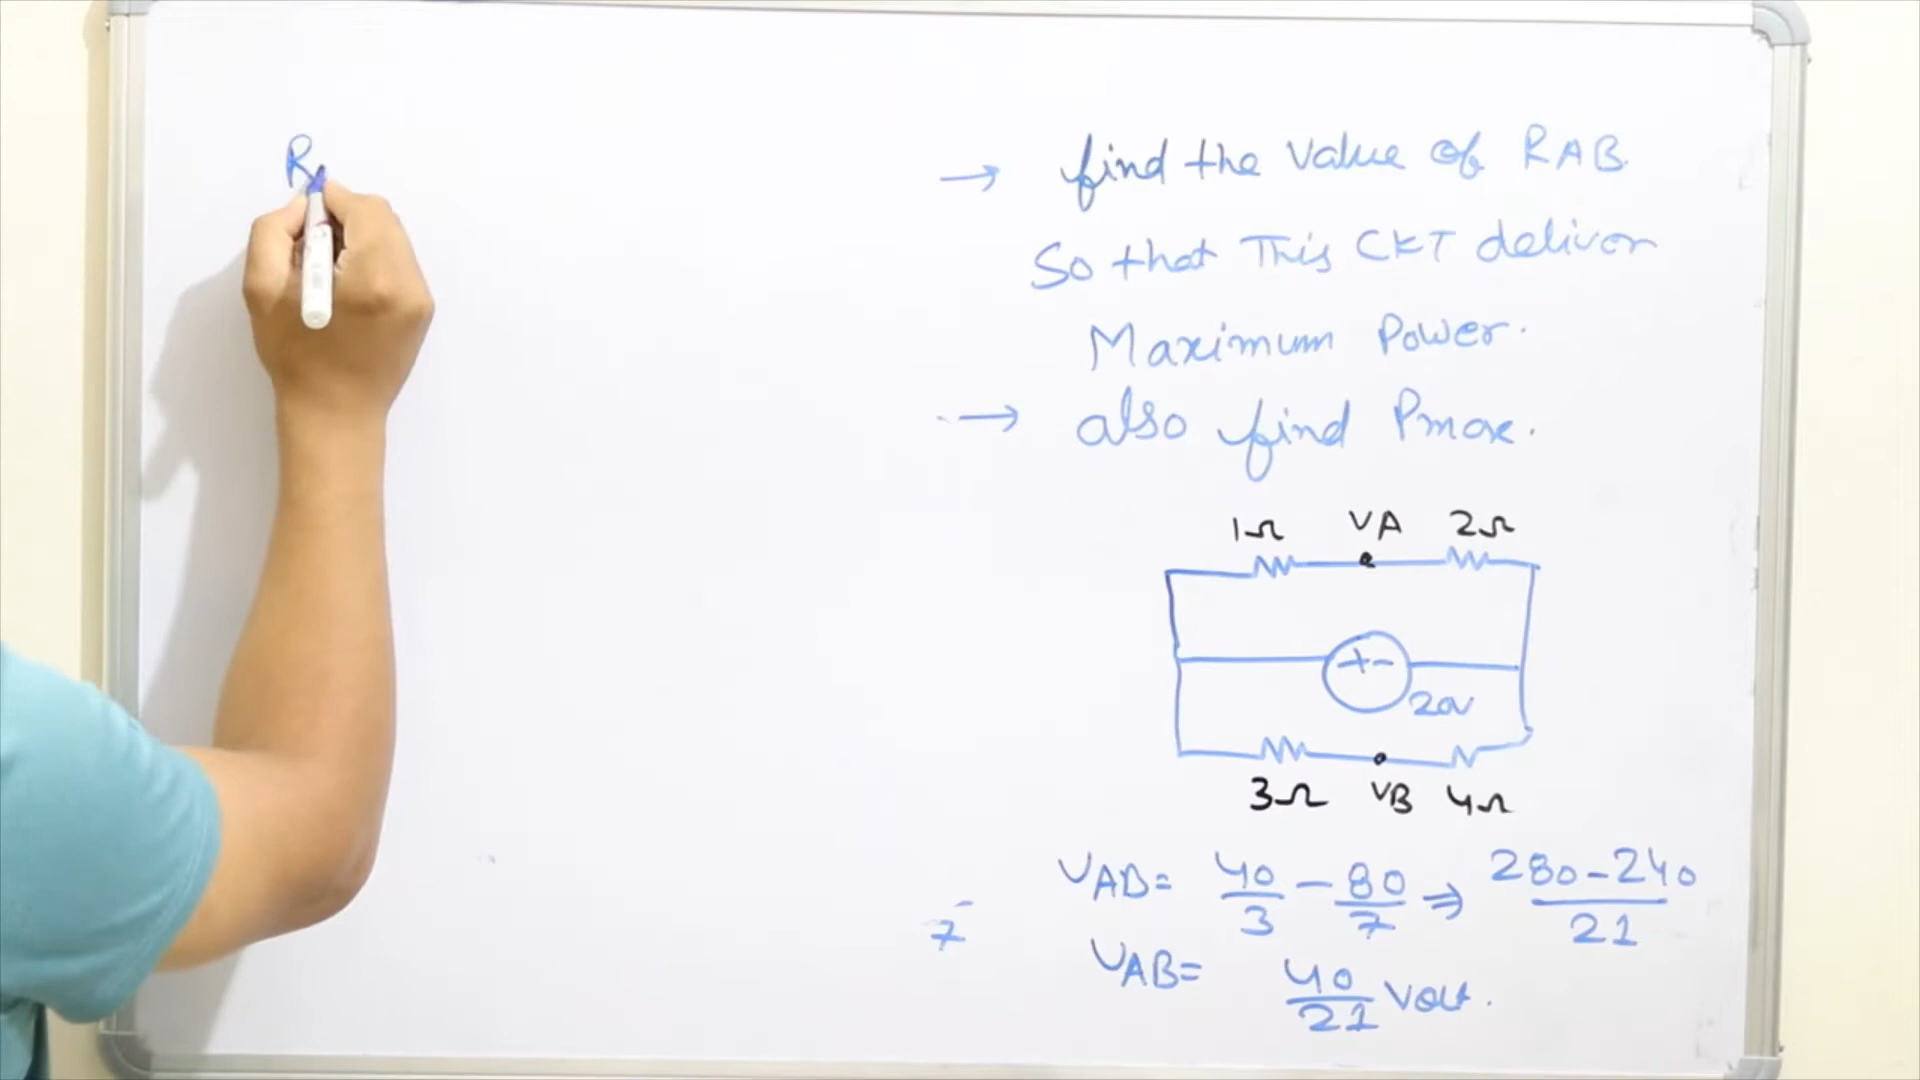 R
→ find the value of RAB
So that This CKT deliver
Maximum Power.
→ also find Pmax.
1Ω VA 2Ω
+-
20V
3Ω VB 4Ω
VAB= 40/3 - 80/7 ⇒ 280-240/21
7
VAB= 40/21 Volt.